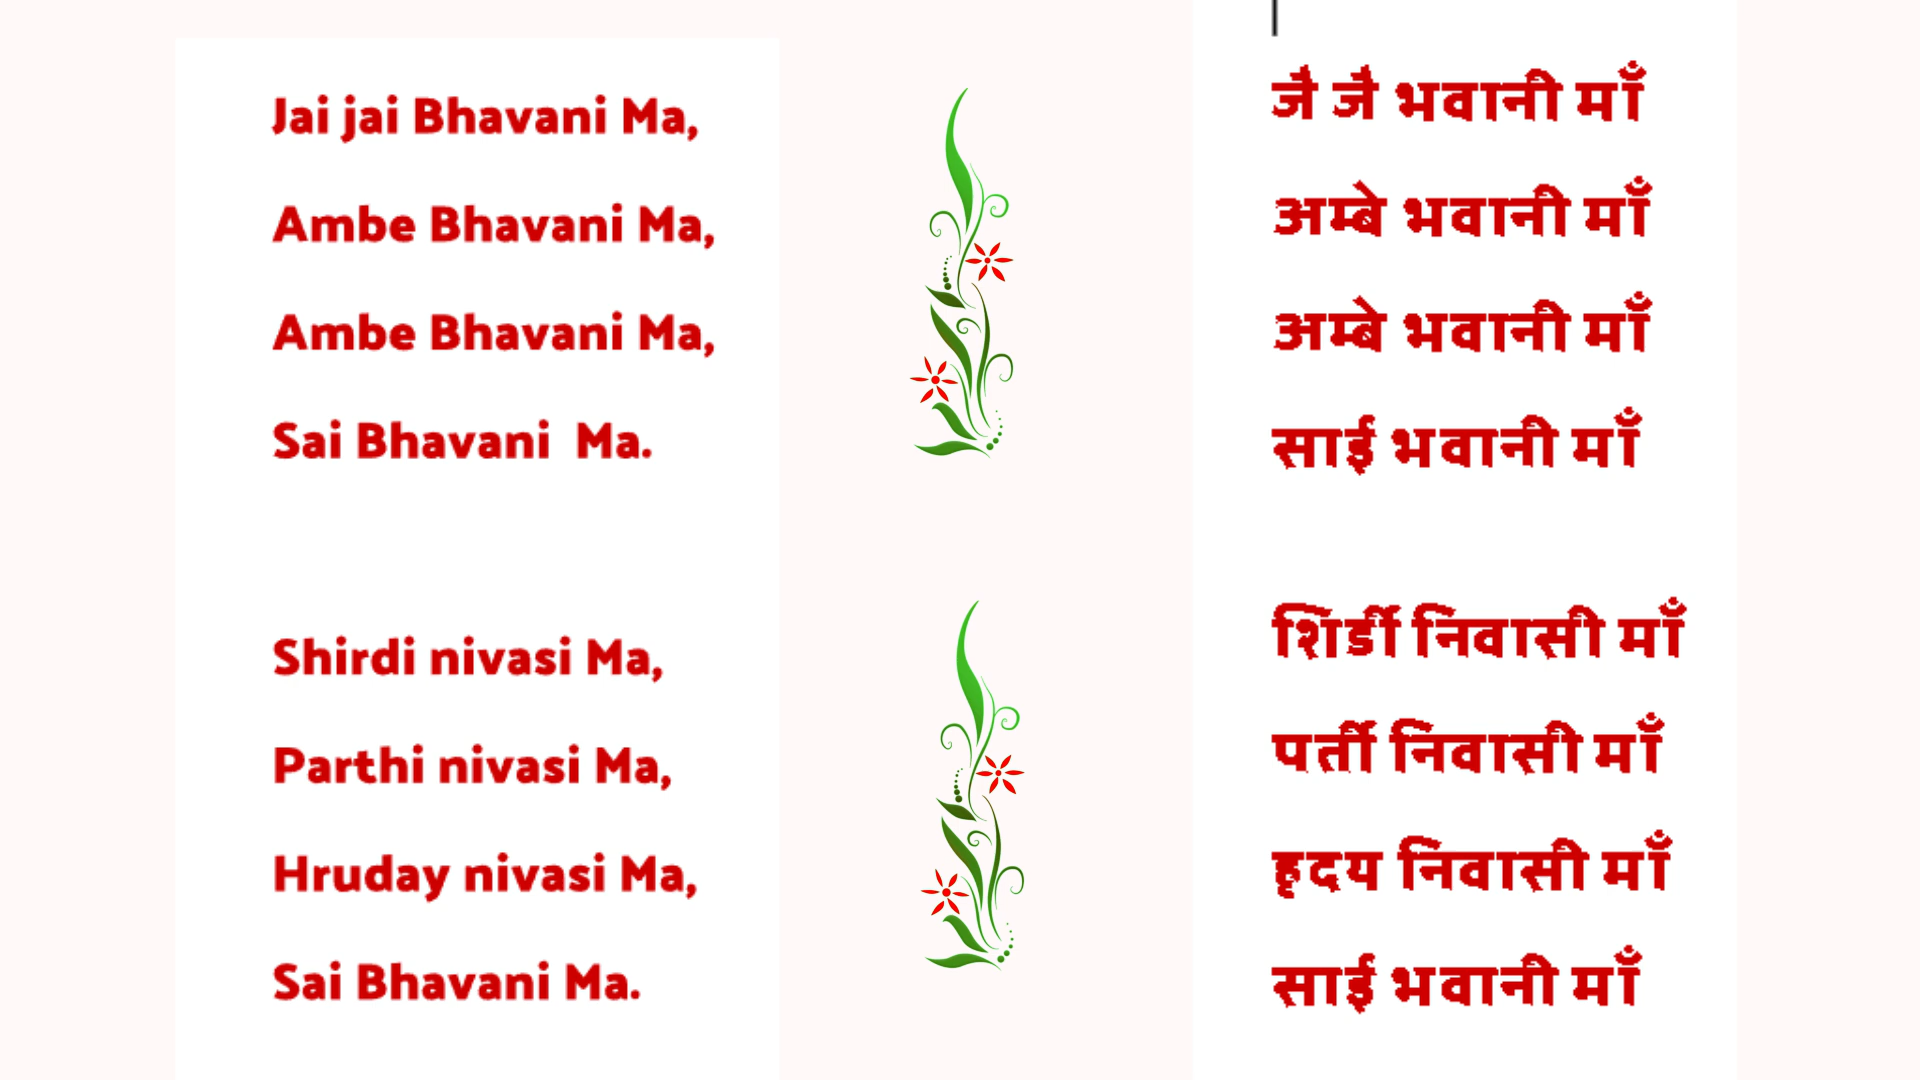 Jai jai Bhavani Ma,
Ambe Bhavani Ma,
Ambe Bhavani Ma,
Sai Bhavani  Ma.
Shirdi nivasi Ma,
Parthi nivasi Ma,
Hruday nivasi Ma,
Sai Bhavani Ma.
जै जै भवानी माँ
अम्बे भवानी माँ
अम्बे भवानी माँ
साई भवानी माँ
शिर्डी निवासी माँ
पर्ती निवासी माँ
हृदय निवासी माँ
साई भवानी माँ